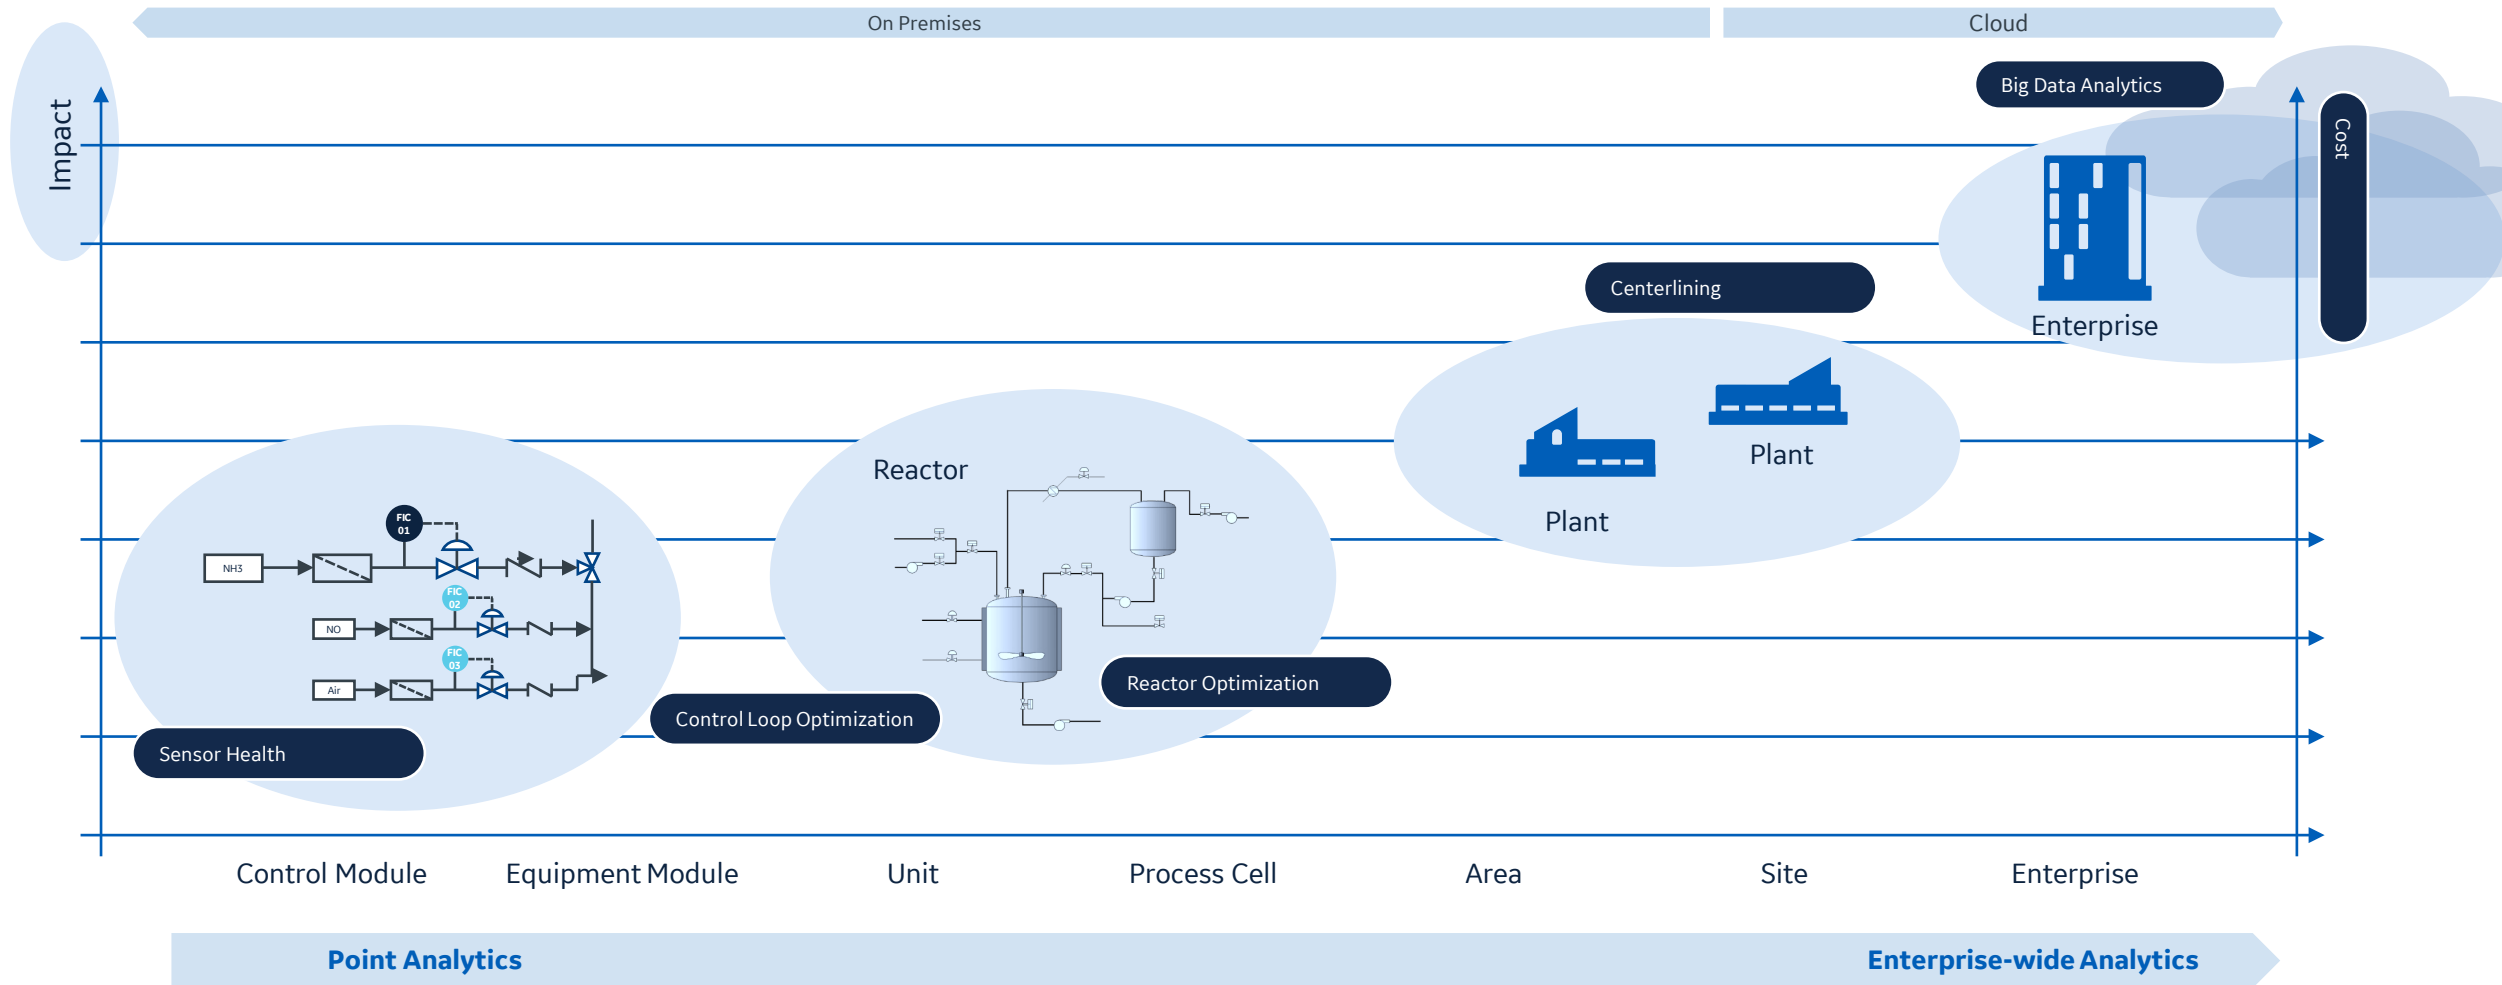 On Premises
Cloud
Big Data Analytics
Impact
Cost
Centerlining
Enterprise
Plant
Plant
Reactor
FIC
01
NH3
FIC
02
NO
FIC
03
Air
Reactor Optimization
Control Loop Optimization
Sensor Health
Control Module
Equipment Module
Unit
Process Cell
Area
Site
Enterprise
Point Analytics
Enterprise-wide Analytics